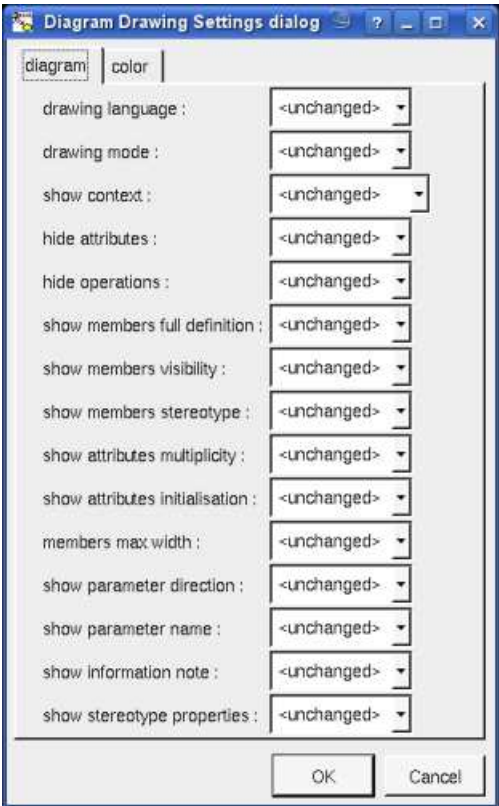 Diagram Drawing Settings dialog ?
diagram color
drawing language : <unchanged>
drawing mode : <unchanged>
show context : <unchanged>
hide attributes : <unchanged>
hide operations : <unchanged>
show members full definition : <unchanged>
show members visibility : <unchanged>
show members stereotype : <unchanged>
show attributes multiplicity : <unchanged>
show attributes initialisation : <unchanged>
members max width : <unchanged>
show parameter direction : <unchanged>
show parameter name : <unchanged>
show information note : <unchanged>
show stereotype properties : <unchanged>
OK Cancel